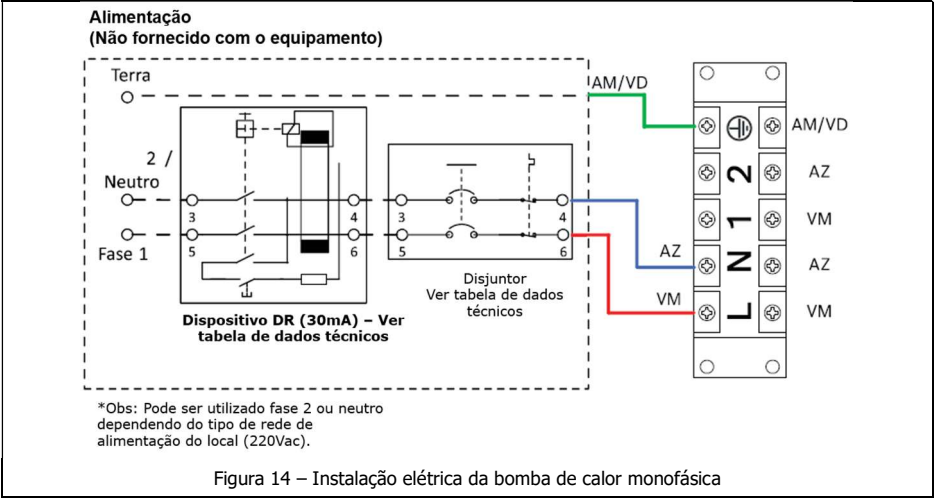 Alimentação
(Não fornecido com o equipamento)
Terra
AM/VD
AM/VD
2 /
Neutro
2
AZ
3
4
3
4
1
VM
Fase 1
5
6
5
6
AZ
N
AZ
Disjuntor
Ver tabela de dados
técnicos
VM
L
VM
Dispositivo DR (30mA) – Ver
tabela de dados técnicos
*Obs: Pode ser utilizado fase 2 ou neutro
dependendo do tipo de rede de
alimentação do local (220Vac).
Figura 14 – Instalação elétrica da bomba de calor monofásica